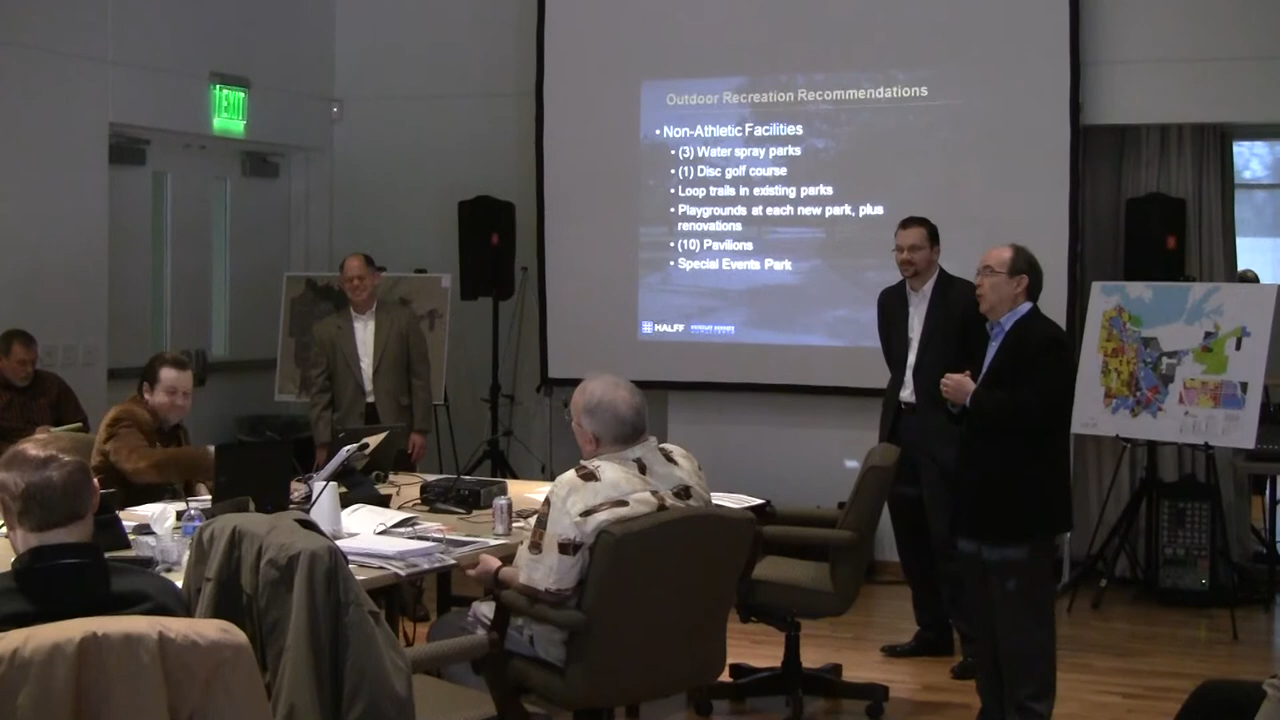 EXIT
Outdoor Recreation Recommendations
• Non-Athletic Facilities
• (3) Water spray parks
• (1) Disc golf course
• Loop trails in existing parks
• Playgrounds at each new park, plus
renovations
• (10) Pavilions
• Special Events Park
HALFF